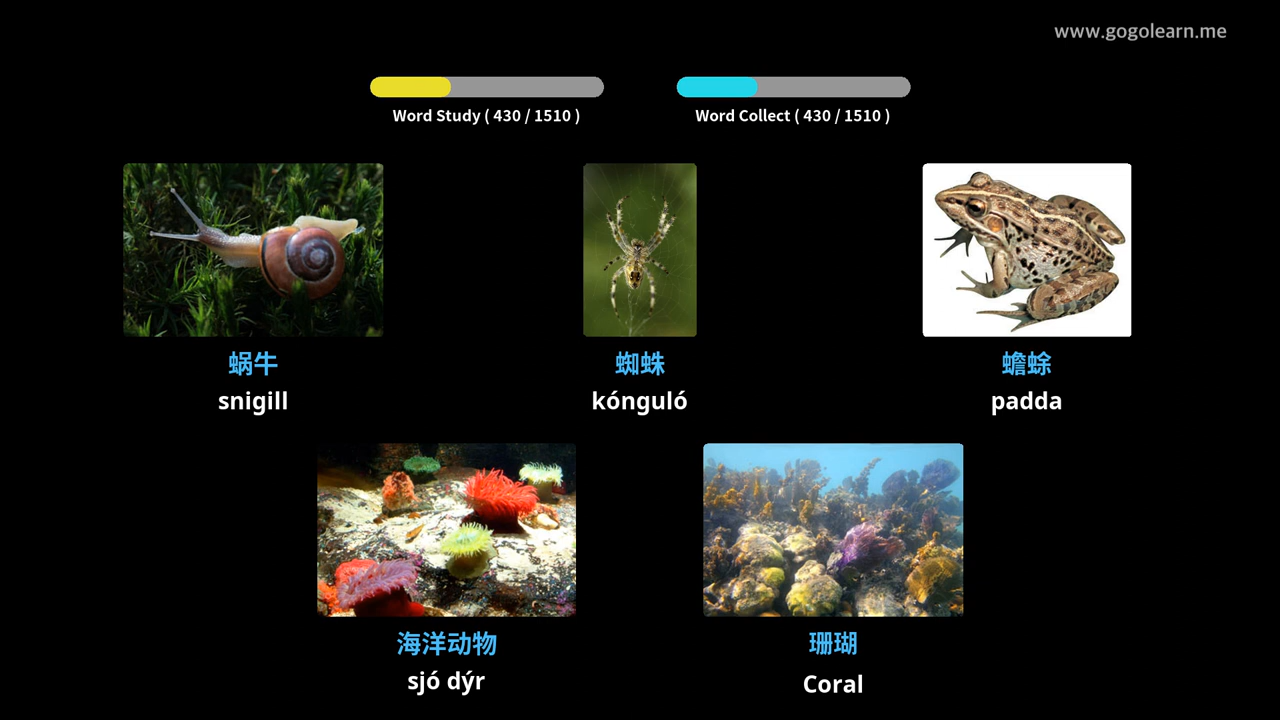 www.gogolearn.me
Word Study ( 430 / 1510 )
Word Collect ( 430 / 1510 )
蜗牛
snigill
蜘蛛
kónguló
蟾蜍
padda
海洋动物
sjó dýr
珊瑚
Coral